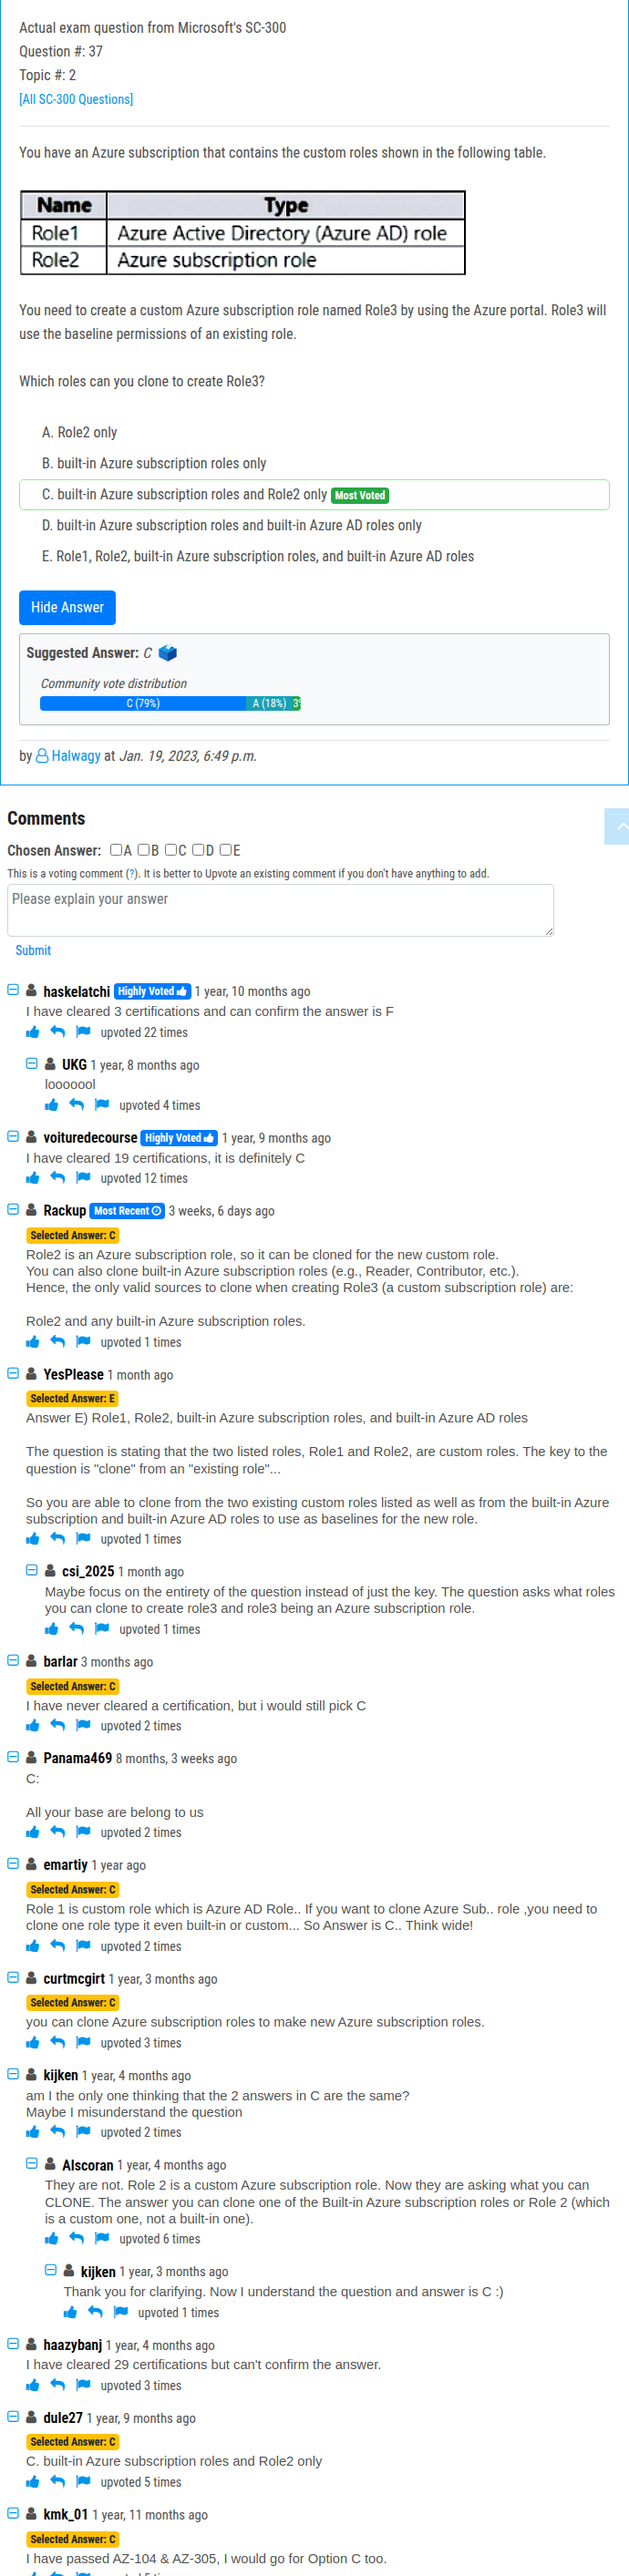 Actual exam question from Microsoft's SC-300
Question #: 37
Topic #: 2
[All SC-300 Questions]
You have an Azure subscription that contains the custom roles shown in the following table.
Name Type
Role1 Azure Active Directory (Azure AD) role
Role2 Azure subscription role
You need to create a custom Azure subscription role named Role3 by using the Azure portal. Role3 will
use the baseline permissions of an existing role.
Which roles can you clone to create Role3?
A. Role2 only
B. built-in Azure subscription roles only
C. built-in Azure subscription roles and Role2 only Most Voted
D. built-in Azure subscription roles and built-in Azure AD roles only
E. Role1, Role2, built-in Azure subscription roles, and built-in Azure AD roles
Hide Answer
Suggested Answer: C
Community vote distribution
C (79%) A (18%) 3%
by Halwagy at Jan. 19, 2023, 6:49 p.m.
Comments
Chosen Answer: A B C D E
This is a voting comment (?). It is better to Upvote an existing comment if you don't have anything to add.
Please explain your answer
Submit
haskelatchi Highly Voted 1 year, 10 months ago
I have cleared 3 certifications and can confirm the answer is F
upvoted 22 times
UKG 1 year, 8 months ago
(looooool
upvoted 4 times
voituredecourse Highly Voted 1 year, 9 months ago
I have cleared 19 certifications, it is definitely C
upvoted 12 times
Rackup Most Recent 3 weeks, 6 days ago
Selected Answer: C
Role2 is an Azure subscription role, so it can be cloned for the new custom role.
You can also clone built-in Azure subscription roles (e.g., Reader, Contributor, etc.).
Hence, the only valid sources to clone when creating Role3 (a custom subscription role) are:
Role2 and any built-in Azure subscription roles.
upvoted 1 times
YesPlease 1 month ago
Selected Answer: E
Answer E) Role1, Role2, built-in Azure subscription roles, and built-in Azure AD roles
The question is stating that the two listed roles, Role1 and Role2, are custom roles. The key to the
question is "clone" from an "existing role"...
So you are able to clone from the two existing custom roles listed as well as from the built-in Azure
subscription and built-in Azure AD roles to use as baselines for the new role.
upvoted 1 times
csi_2025 1 month ago
Maybe focus on the entirety of the question instead of just the key. The question asks what roles
you can clone to create role3 and role3 being an Azure subscription role.
upvoted 1 times
barlar 3 months ago
Selected Answer: C
I have never cleared a certification, but i would still pick C
upvoted 2 times
Panama469 8 months, 3 weeks ago
C:
All your base are belong to us
upvoted 2 times
emartiy 1 year ago
Selected Answer: C
Role 1 is custom role which is Azure AD Role.. If you want to clone Azure Sub.. role ,you need to
clone one role type it even built-in or custom... So Answer is C.. Think wide!
upvoted 2 times
curtmcgirt 1 year, 3 months ago
Selected Answer: C
you can clone Azure subscription roles to make new Azure subscription roles.
upvoted 3 times
kijken 1 year, 4 months ago
am I the only one thinking that the 2 answers in C are the same?
Maybe I misunderstand the question
upvoted 2 times
Alscoran 1 year, 4 months ago
They are not. Role 2 is a custom Azure subscription role. Now they are asking what you can
CLONE. The answer you can clone one of the Built-in Azure subscription roles or Role 2 (which
is a custom one, not a built-in one).
upvoted 6 times
kijken 1 year, 3 months ago
Thank you for clarifying. Now I understand the question and answer is C :)
upvoted 1 times
haazybanj 1 year, 4 months ago
I have cleared 29 certifications but can't confirm the answer.
upvoted 3 times
dule27 1 year, 9 months ago
Selected Answer: C
C. built-in Azure subscription roles and Role2 only
upvoted 5 times
kmk_01 1 year, 11 months ago
Selected Answer: C
I have passed AZ-104 & AZ-305, I would go for Option C too.